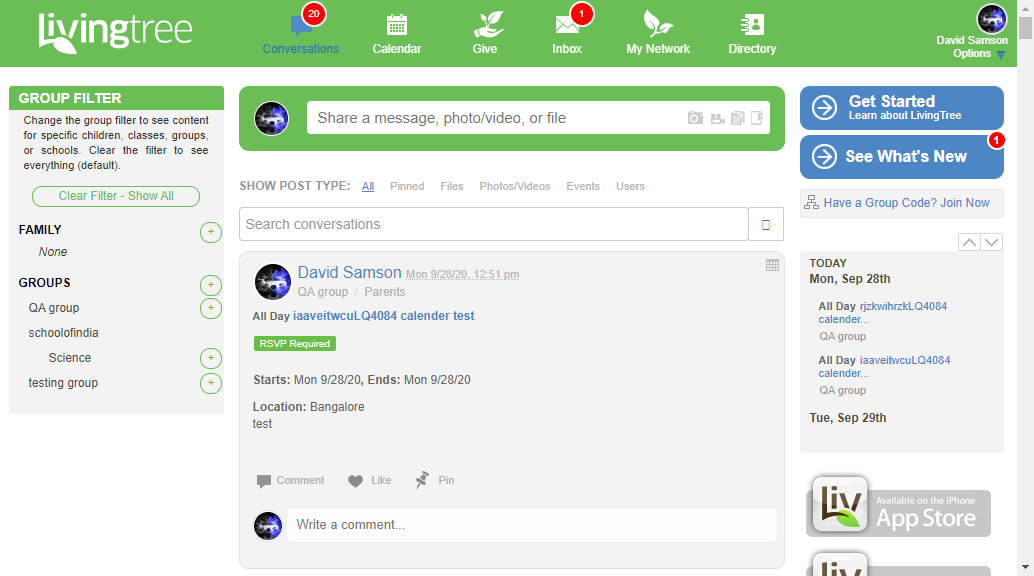 livingtree
20
Conversations
Calendar
Give
1
Inbox
My Network
Directory
David Samson
Options
GROUP FILTER
Change the group filter to see content
for specific children, classes, groups,
or schools. Clear the filter to see
everything (default).
Clear Filter - Show All
FAMILY
None
GROUPS
QA group
schoolofindia
Science
testing group
Share a message, photo/video, or file
SHOW POST TYPE: All Pinned Files Photos/Videos Events Users
Search conversations
David Samson Mon 9/28/20, 12:51 pm
QA group / Parents
All Day iaaveitwcuLQ4084 calender test
RSVP Required
Starts: Mon 9/28/20, Ends: Mon 9/28/20
Location: Bangalore
test
Comment Like Pin
Write a comment...
Get Started
Learn about LivingTree
1
See What's New
Have a Group Code? Join Now
TODAY
Mon, Sep 28th
All Day rjzkwihrzkLQ4084
calender...
QA group
All Day iaaveitwcuLQ4084
calender...
QA group
Tue, Sep 29th
Liv
Available on the iPhone
App Store